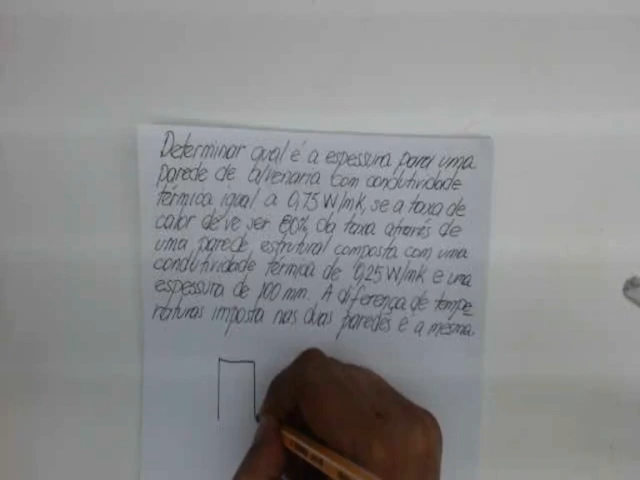 Determinar qual é a espessura para uma
parede de alvenaria com condutividade
térmica igual a 0,75 W/mK, se a taxa de
calor deve ser 80% da taxa através de
uma parede estrutural composta com uma
condutividade térmica de 0,25 W/mK e uma
espessura de 100 mm. A diferença de tempe
raturas imposta nas duas paredes é a mesma.